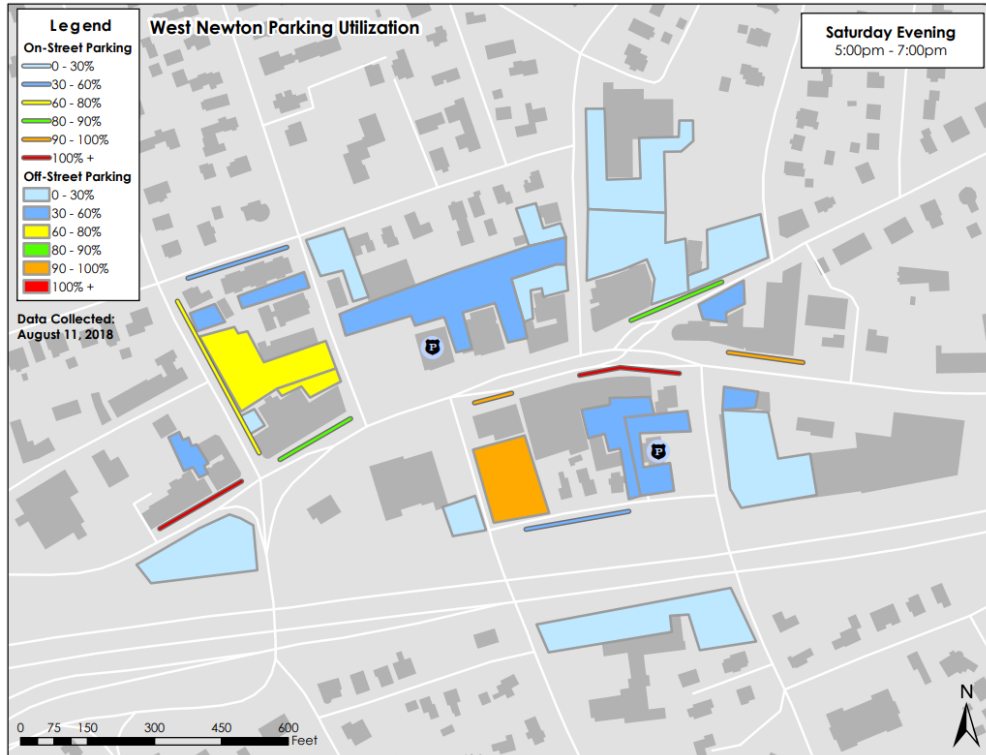 Legend
On-Street Parking
0 - 30%
30 - 60%
60 - 80%
80 - 90%
90 - 100%
100% +
Off-Street Parking
0 - 30%
30 - 60%
60 - 80%
80 - 90%
90 - 100%
100% +
Data Collected:
August 11, 2018
West Newton Parking Utilization
Saturday Evening
5:00pm - 7:00pm
P
P
0 75 150 300 450 600
Feet
N